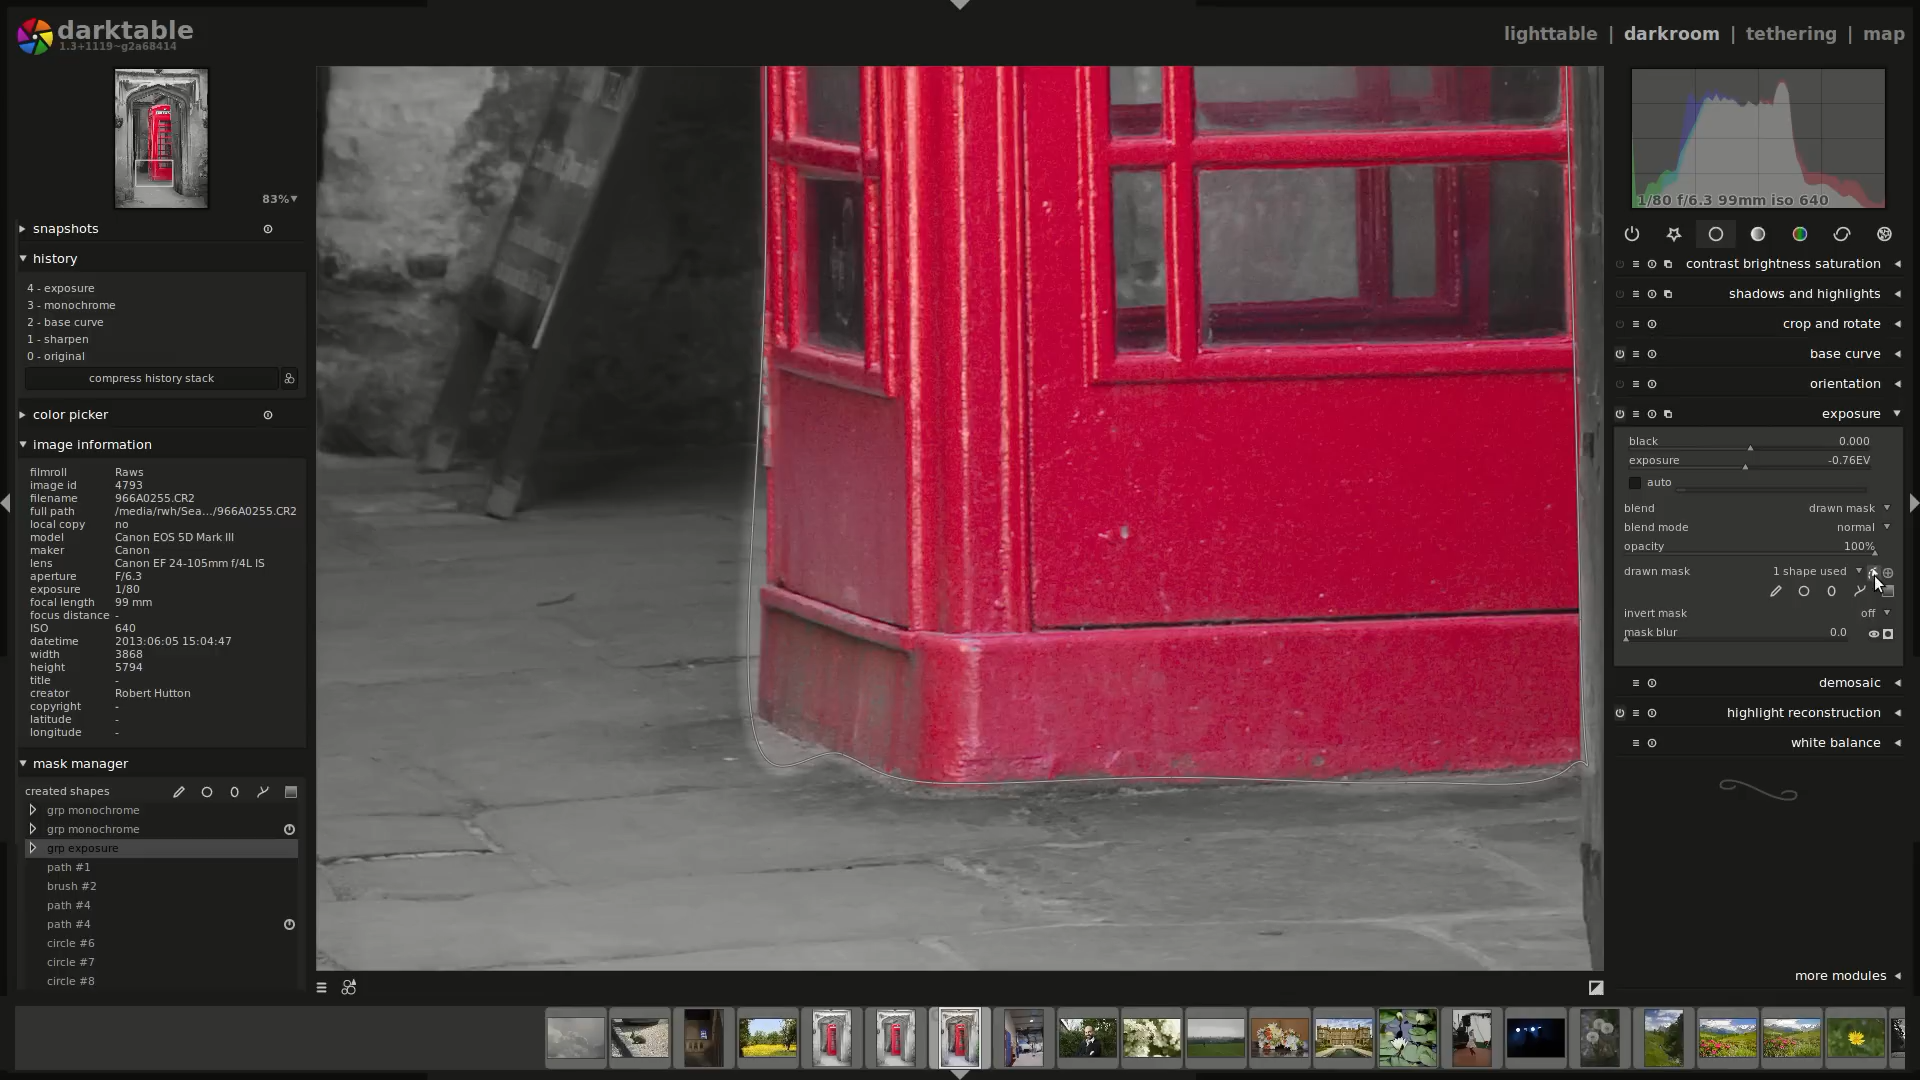 darktable
1.3+1119~g2a68414
lighttable | darkroom | tethering | map
83%
snapshots
history
4 - exposure
3 - monochrome
2 - base curve
1 - sharpen
0 - original
compress history stack
color picker
image information
filmroll Raws
image id 4793
filename 966A0255.CR2
full path /media/rwh/Sea.../966A0255.CR2
local copy no
model Canon EOS 5D Mark III
maker Canon
lens Canon EF 24-105mm f/4L IS
aperture F/6.3
exposure 1/80
focal length 99 mm
focus distance -
ISO 640
datetime 2013:06:05 15:04:47
width 3868
height 5794
title -
creator Robert Hutton
copyright -
latitude -
longitude -
mask manager
created shapes
grp monochrome
grp monochrome
grp exposure
path #1
brush #2
path #4
path #4
circle #6
circle #7
circle #8
1/80 f/6.3 99mm iso 640
contrast brightness saturation
shadows and highlights
crop and rotate
base curve
orientation
exposure
black 0.000
exposure -0.76EV
auto
blend drawn mask
blend mode normal
opacity 100%
drawn mask 1 shape used
invert mask off
mask blur 0.0
demosaic
highlight reconstruction
white balance
more modules